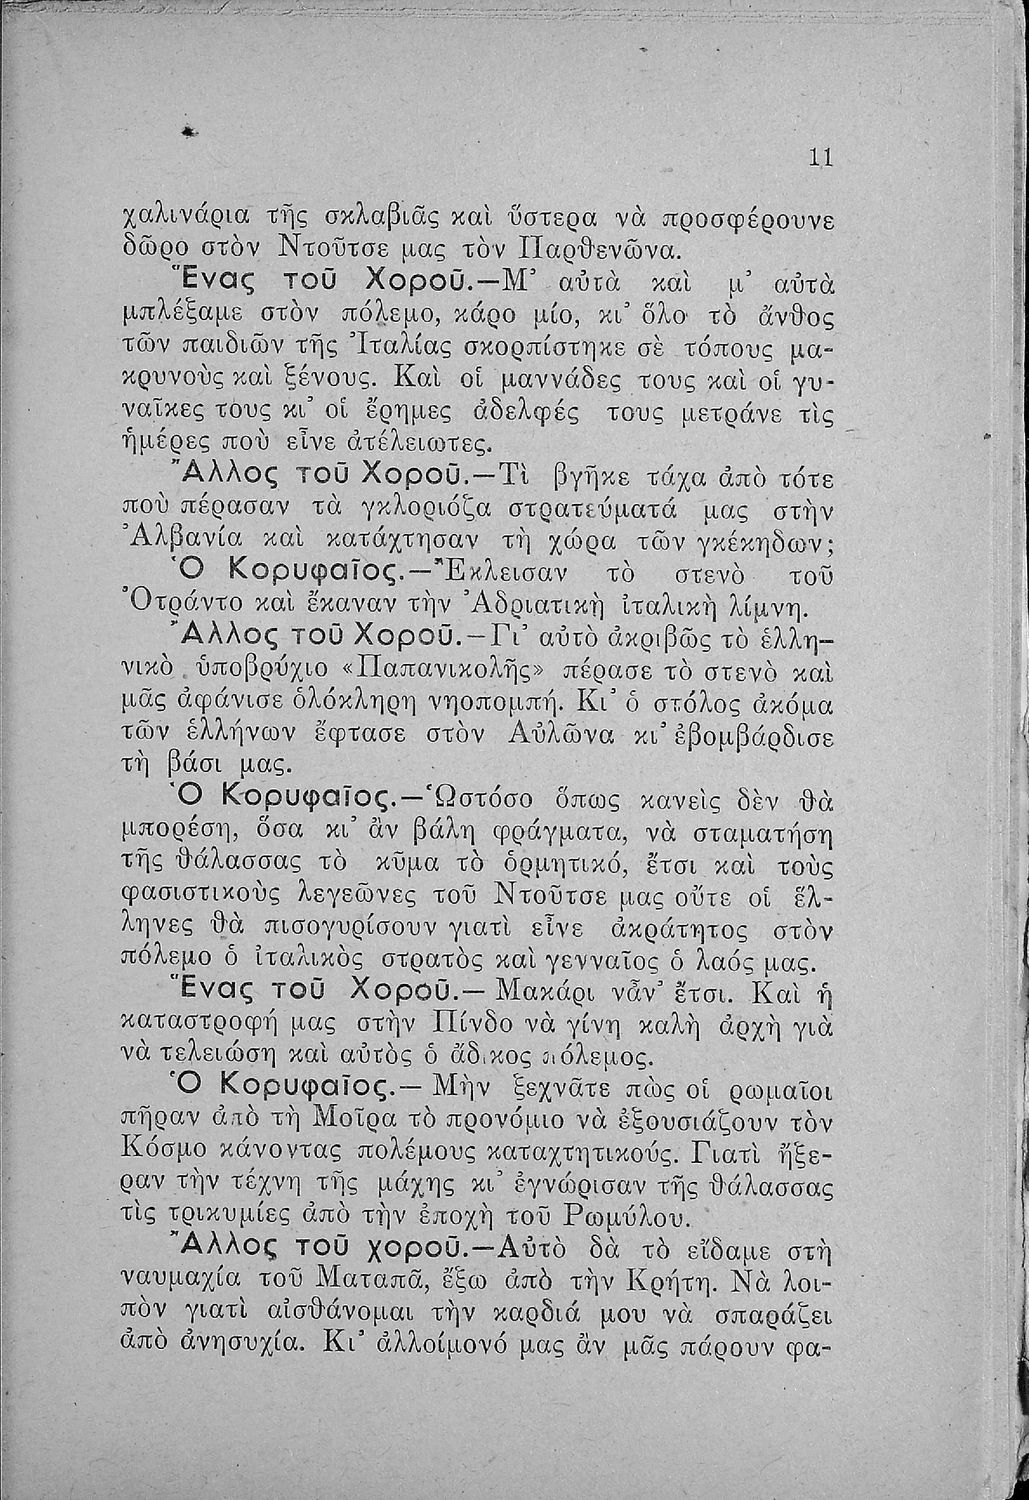 11
χαλινάρια τῆς σκλαβιᾶς καὶ ὕστερα νὰ προσφέρουνε
δῶρο στὸν Ντοῦτσε μας τὸν Παρθενῶνα.
Ἕνας τοῦ Χοροῦ.—Μ’ αὐτὰ καὶ μ’ αὐτὰ
μπλέξαμε στὸν πόλεμο, κάρο μίο, κι’ ὅλο τὸ ἄνθος
τῶν παιδιῶν τῆς Ἰταλίας σκορπίστηκε σὲ τόπους μα-
κρυνοὺς καὶ ξένους. Καὶ οἱ μαννάδες τους καὶ οἱ γυ-
ναῖκες τους κι’ οἱ ἔρημες ἀδελφές τους μετρᾶνε τὶς
ἡμέρες ποὺ εἶνε ἀτέλειωτες.
Ἄλλος τοῦ Χοροῦ.—Τὶ βγῆκε τάχα ἀπὸ τότε
ποὺ πέρασαν τὰ γκλοριόζα στρατεύματά μας στὴν
Ἀλβανία καὶ κατάχτησαν τὴ χώρα τῶν γκέκηδων;
Ὁ Κορυφαῖος.—Ἔκλεισαν τὸ στενὸ τοῦ
Ὀτράντο καὶ ἔκαναν τὴν Ἀδριατικὴ ἰταλικὴ λίμνη.
Ἄλλος τοῦ Χοροῦ.—Γι’ αὐτὸ ἀκριβῶς τὸ ἑλλη-
νικὸ ὑποβρύχιο «Παπανικολῆς» πέρασε τὸ στενὸ καὶ
μᾶς ἀφάνισε ὁλόκληρη νηοπομπή. Κι’ ὁ στόλος ἀκόμα
τῶν ἑλλήνων ἔφτασε στὸν Αὐλῶνα κι’ ἐβομβάρδισε
τὴ βάσι μας.
Ὁ Κορυφαῖος.—Ὡστόσο ὅπως κανεὶς δὲν θὰ
μπορέση, ὅσα κι’ ἂν βάλη φράγματα, νὰ σταματήση
τῆς θάλασσας τὸ κῦμα τὸ ὁρμητικό, ἔτσι καὶ τοὺς
φασιστικοὺς λεγεῶνες τοῦ Ντοῦτσε μας οὔτε οἱ ἕλ-
ληνες θὰ πισογυρίσουν γιατὶ εἶνε ἀκράτητος στὸν
πόλεμο ὁ ἰταλικὸς στρατὸς καὶ γενναῖος ὁ λαός μας.
Ἕνας τοῦ Χοροῦ.— Μακάρι νἆν’ ἔτσι. Καὶ ἡ
καταστροφή μας στὴν Πίνδο νὰ γίνη καλὴ ἀρχὴ γιὰ
νὰ τελειώση καὶ αὐτὸς ὁ ἄδικος πόλεμος.
Ὁ Κορυφαῖος.— Μὴν ξεχνᾶτε πὼς οἱ ρωμαῖοι
πῆραν ἀπὸ τὴ Μοῖρα τὸ προνόμιο νὰ ἐξουσιάζουν τὸν
Κόσμο κάνοντας πολέμους καταχτητικούς. Γιατὶ ἤξε-
ραν τὴν τέχνη τῆς μάχης κι’ ἐγνώρισαν τῆς θάλασσας
τὶς τρικυμίες ἀπὸ τὴν ἐποχὴ τοῦ Ρωμύλου.
Ἄλλος τοῦ χοροῦ.—Αὐτὸ δὰ τὸ εἴδαμε στὴ
ναυμαχία τοῦ Ματαπᾶ, ἔξω ἀπὸ τὴν Κρήτη. Νὰ λοι-
πὸν γιατὶ αἰσθάνομαι τὴν καρδιά μου νὰ σπαράζει
ἀπὸ ἀνησυχία. Κι’ ἀλλοίμονό μας ἂν μᾶς πάρουν φα-